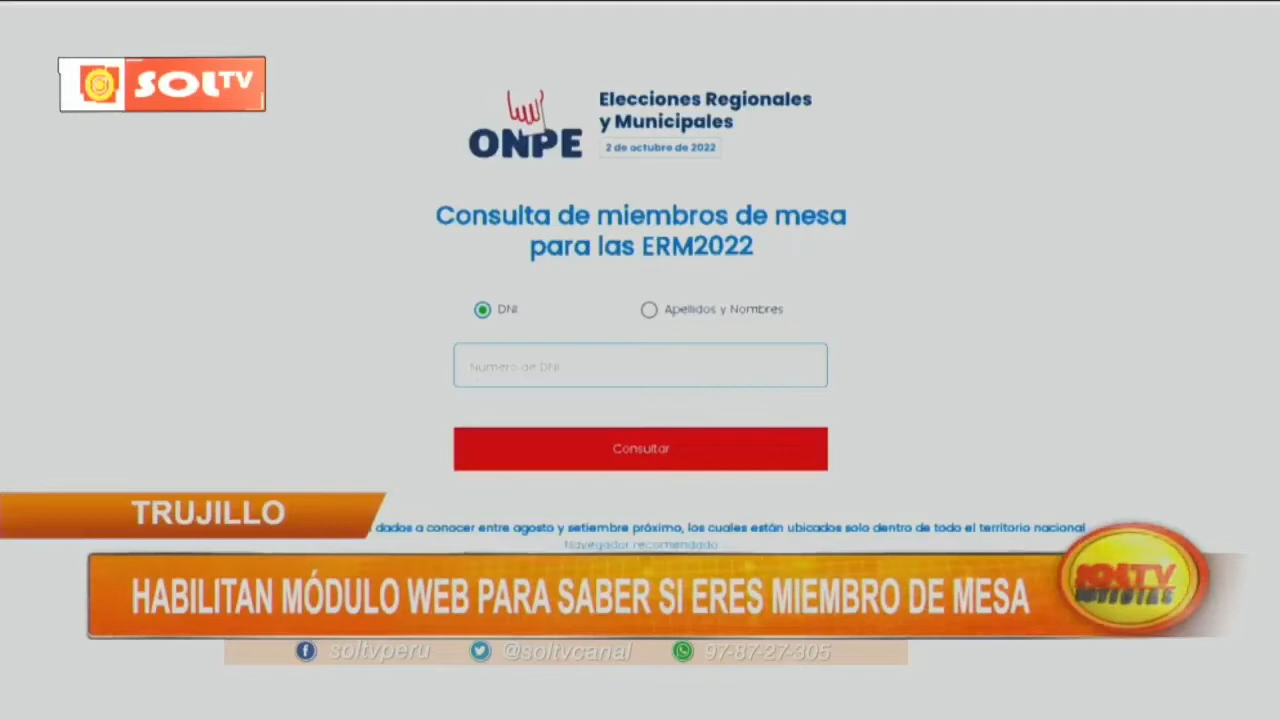 SOLTV
ONPE
Elecciones Regionales
y Municipales
2 de octubre de 2022
Consulta de miembros de mesa
para las ERM2022
DNI
Apellidos y Nombres
Número de DNI
Consultar
TRUJILLO
dados a conocer entre agosto y setiembre próximo, los cuales están ubicados solo dentro de todo el territorio nacional
Navegador recomendado
HABILITAN MÓDULO WEB PARA SABER SI ERES MIEMBRO DE MESA
SOLTV
NOTICIAS
soltvperu
@soltvcanal
97-87-27-305